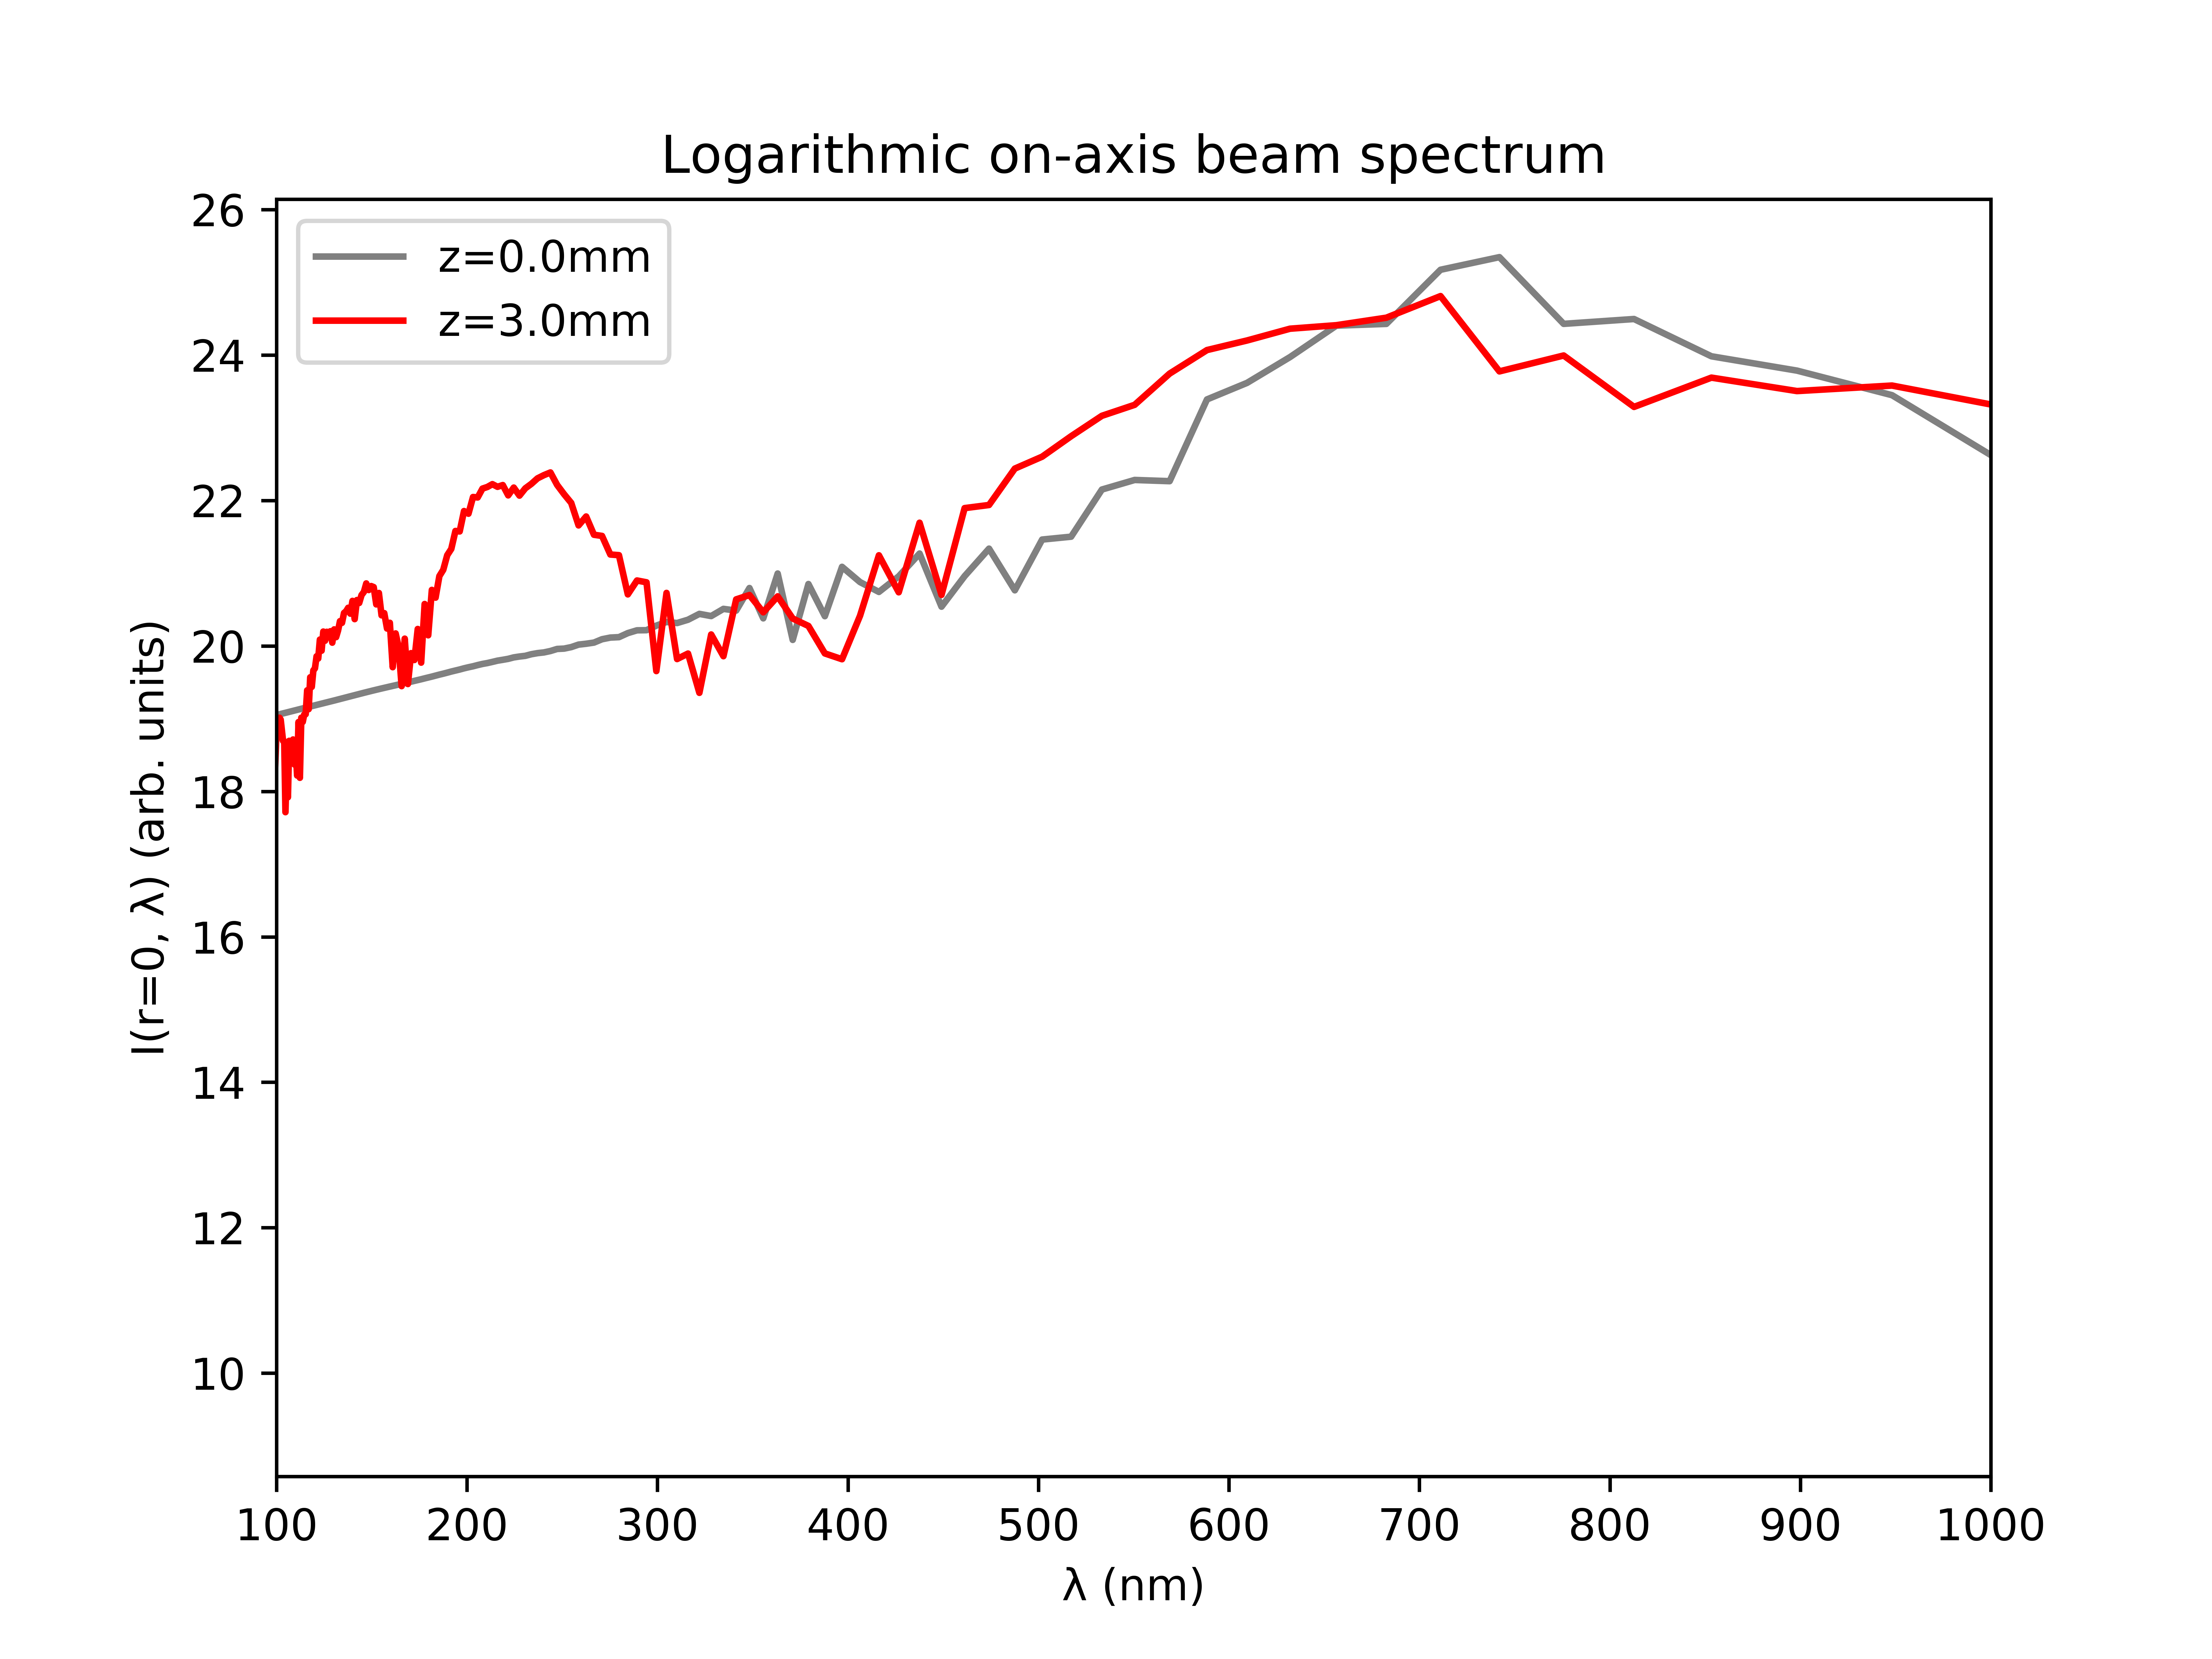 Logarithmic on-axis beam spectrum
z=0.0mm
z=3.0mm
I(r=0, λ) (arb. units)
26
24
22
20
18
16
14
12
10
100 200 300 400 500 600 700 800 900 1000
λ (nm)